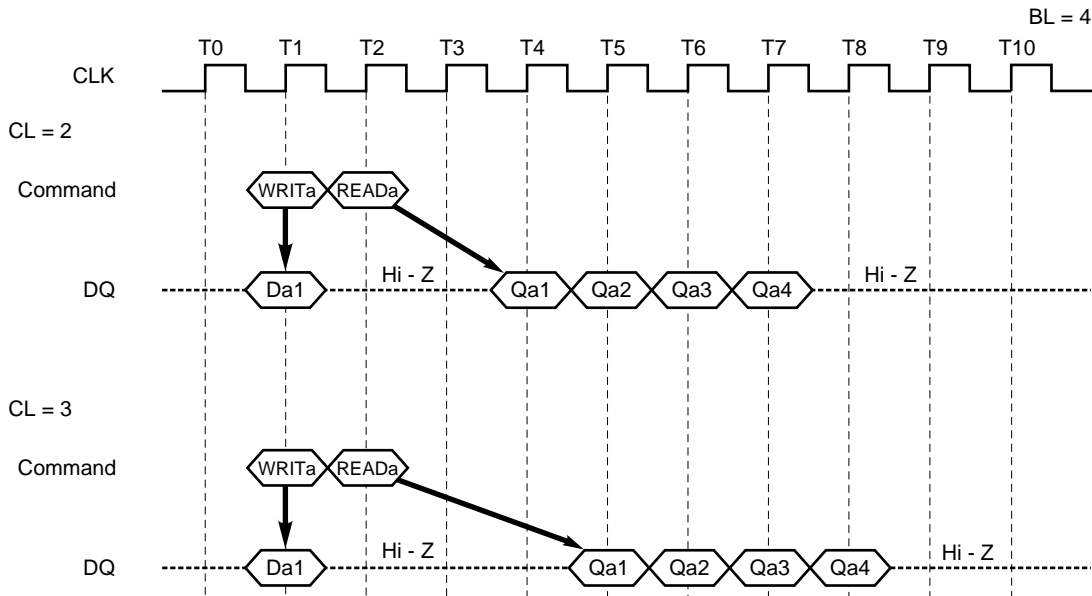 BL = 4
T0 T1 T2 T3 T4 T5 T6 T7 T8 T9 T10
CLK
CL = 2
Command WRITa READa
Hi - Z Hi - Z
DQ Da1 Qa1 Qa2 Qa3 Qa4
CL = 3
Command WRITa READa
Hi - Z Hi - Z
DQ Da1 Qa1 Qa2 Qa3 Qa4